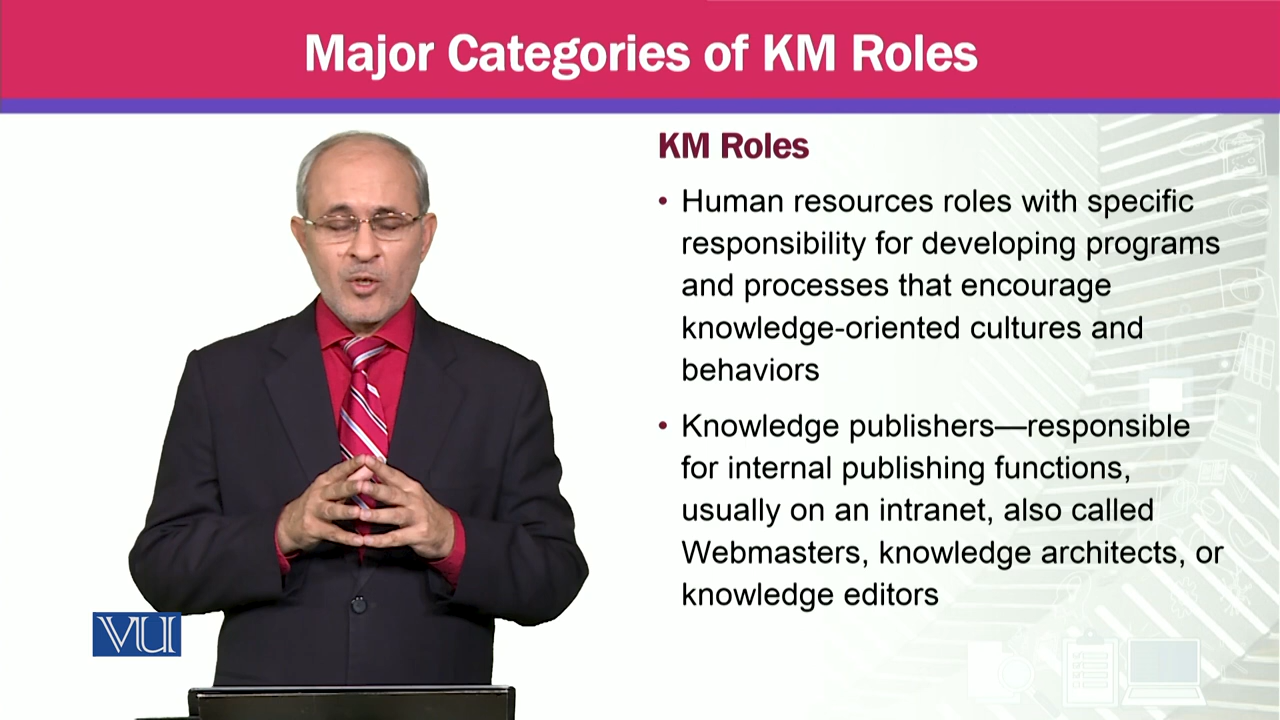 Major Categories of KM Roles
KM Roles
• Human resources roles with specific
responsibility for developing programs
and processes that encourage
knowledge-oriented cultures and
behaviors
• Knowledge publishers—responsible
for internal publishing functions,
usually on an intranet, also called
Webmasters, knowledge architects, or
knowledge editors
VU